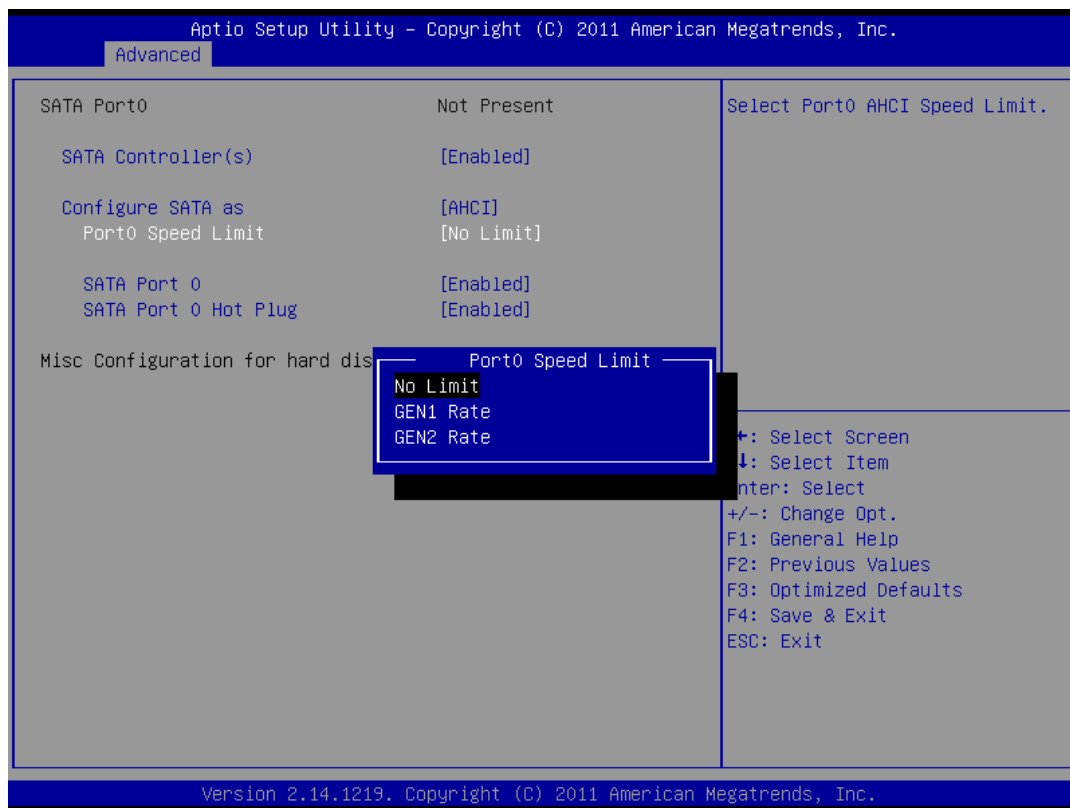 Aptio Setup Utility – Copyright (C) 2011 American Megatrends, Inc.
Advanced
SATA Port0 Not Present
SATA Controller(s) [Enabled]
Configure SATA as [AHCI]
Port0 Speed Limit [No Limit]
SATA Port 0 [Enabled]
SATA Port 0 Hot Plug [Enabled]
Misc Configuration for hard dis
Port0 Speed Limit
No Limit
GEN1 Rate
GEN2 Rate
Select Port0 AHCI Speed Limit.
: Select Screen
↓: Select Item
nter: Select
+/-: Change Opt.
F1: General Help
F2: Previous Values
F3: Optimized Defaults
F4: Save & Exit
ESC: Exit
Version 2.14.1219. Copyright (C) 2011 American Megatrends, Inc.